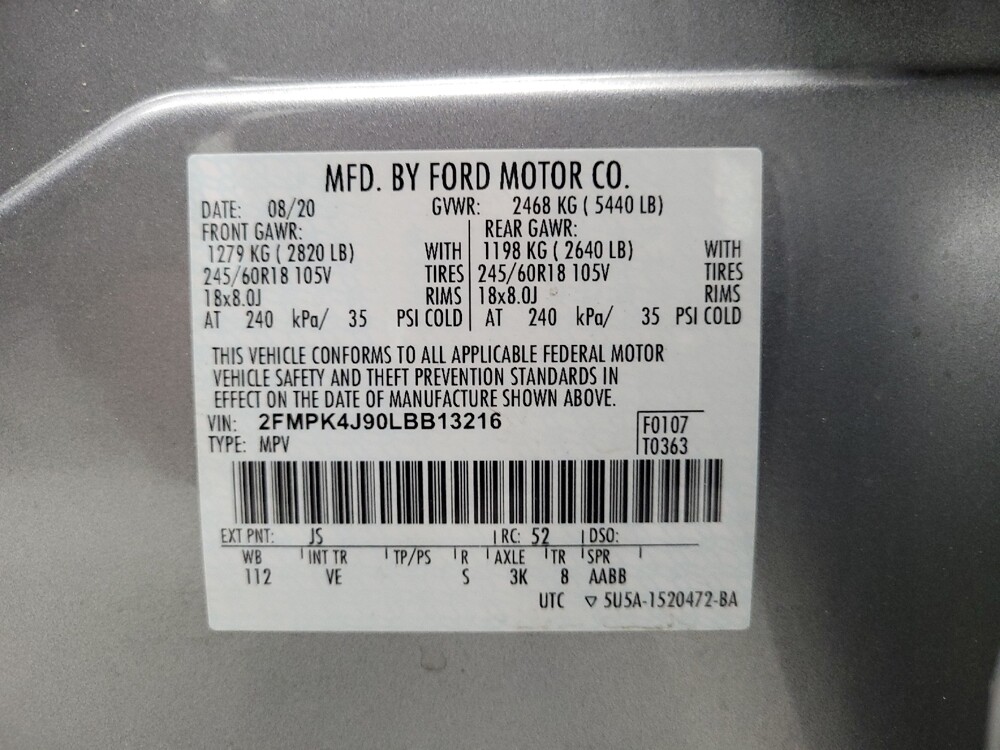 MFD. BY FORD MOTOR CO.
DATE: 08/20 GVWR: 2468 KG ( 5440 LB)
FRONT GAWR: REAR GAWR:
1279 KG ( 2820 LB) WITH 1198 KG ( 2640 LB) WITH
245/60R18 105V TIRES 245/60R18 105V TIRES
18x8.0J RIMS 18x8.0J RIMS
AT 240 kPa/ 35 PSI COLD AT 240 kPa/ 35 PSI COLD
THIS VEHICLE CONFORMS TO ALL APPLICABLE FEDERAL MOTOR
VEHICLE SAFETY AND THEFT PREVENTION STANDARDS IN
EFFECT ON THE DATE OF MANUFACTURE SHOWN ABOVE.
VIN: 2FMPK4J90LBB13216 F0107
TYPE: MPV T0363
EXT PNT: JS RC: 52 DSO:
WB INT TR TP/PS R AXLE TR SPR
112 VE S 3K 8 AABB
UTC ▽ 5U5A-1520472-BA